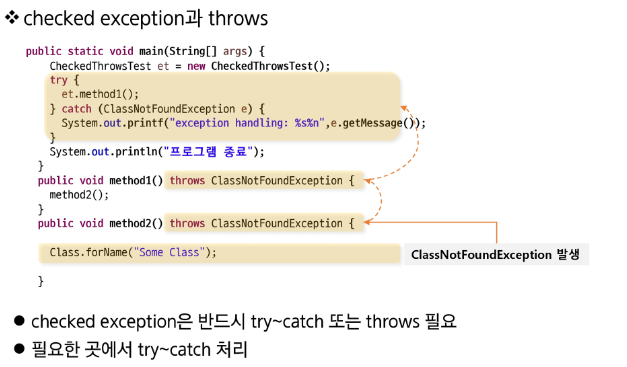 ❖ checked exception과 throws
public static void main(String[] args) {
CheckedThrowsTest et = new CheckedThrowsTest();
try {
et.method1();
} catch (ClassNotFoundException e) {
System.out.printf("exception handling: %s%n",e.getMessage());
}
System.out.println("프로그램 종료");
}
public void method1() throws ClassNotFoundException {
method2();
}
public void method2() throws ClassNotFoundException {
Class.forName("Some Class");
ClassNotFoundException 발생
}
● checked exception은 반드시 try~catch 또는 throws 필요
● 필요한 곳에서 try~catch 처리